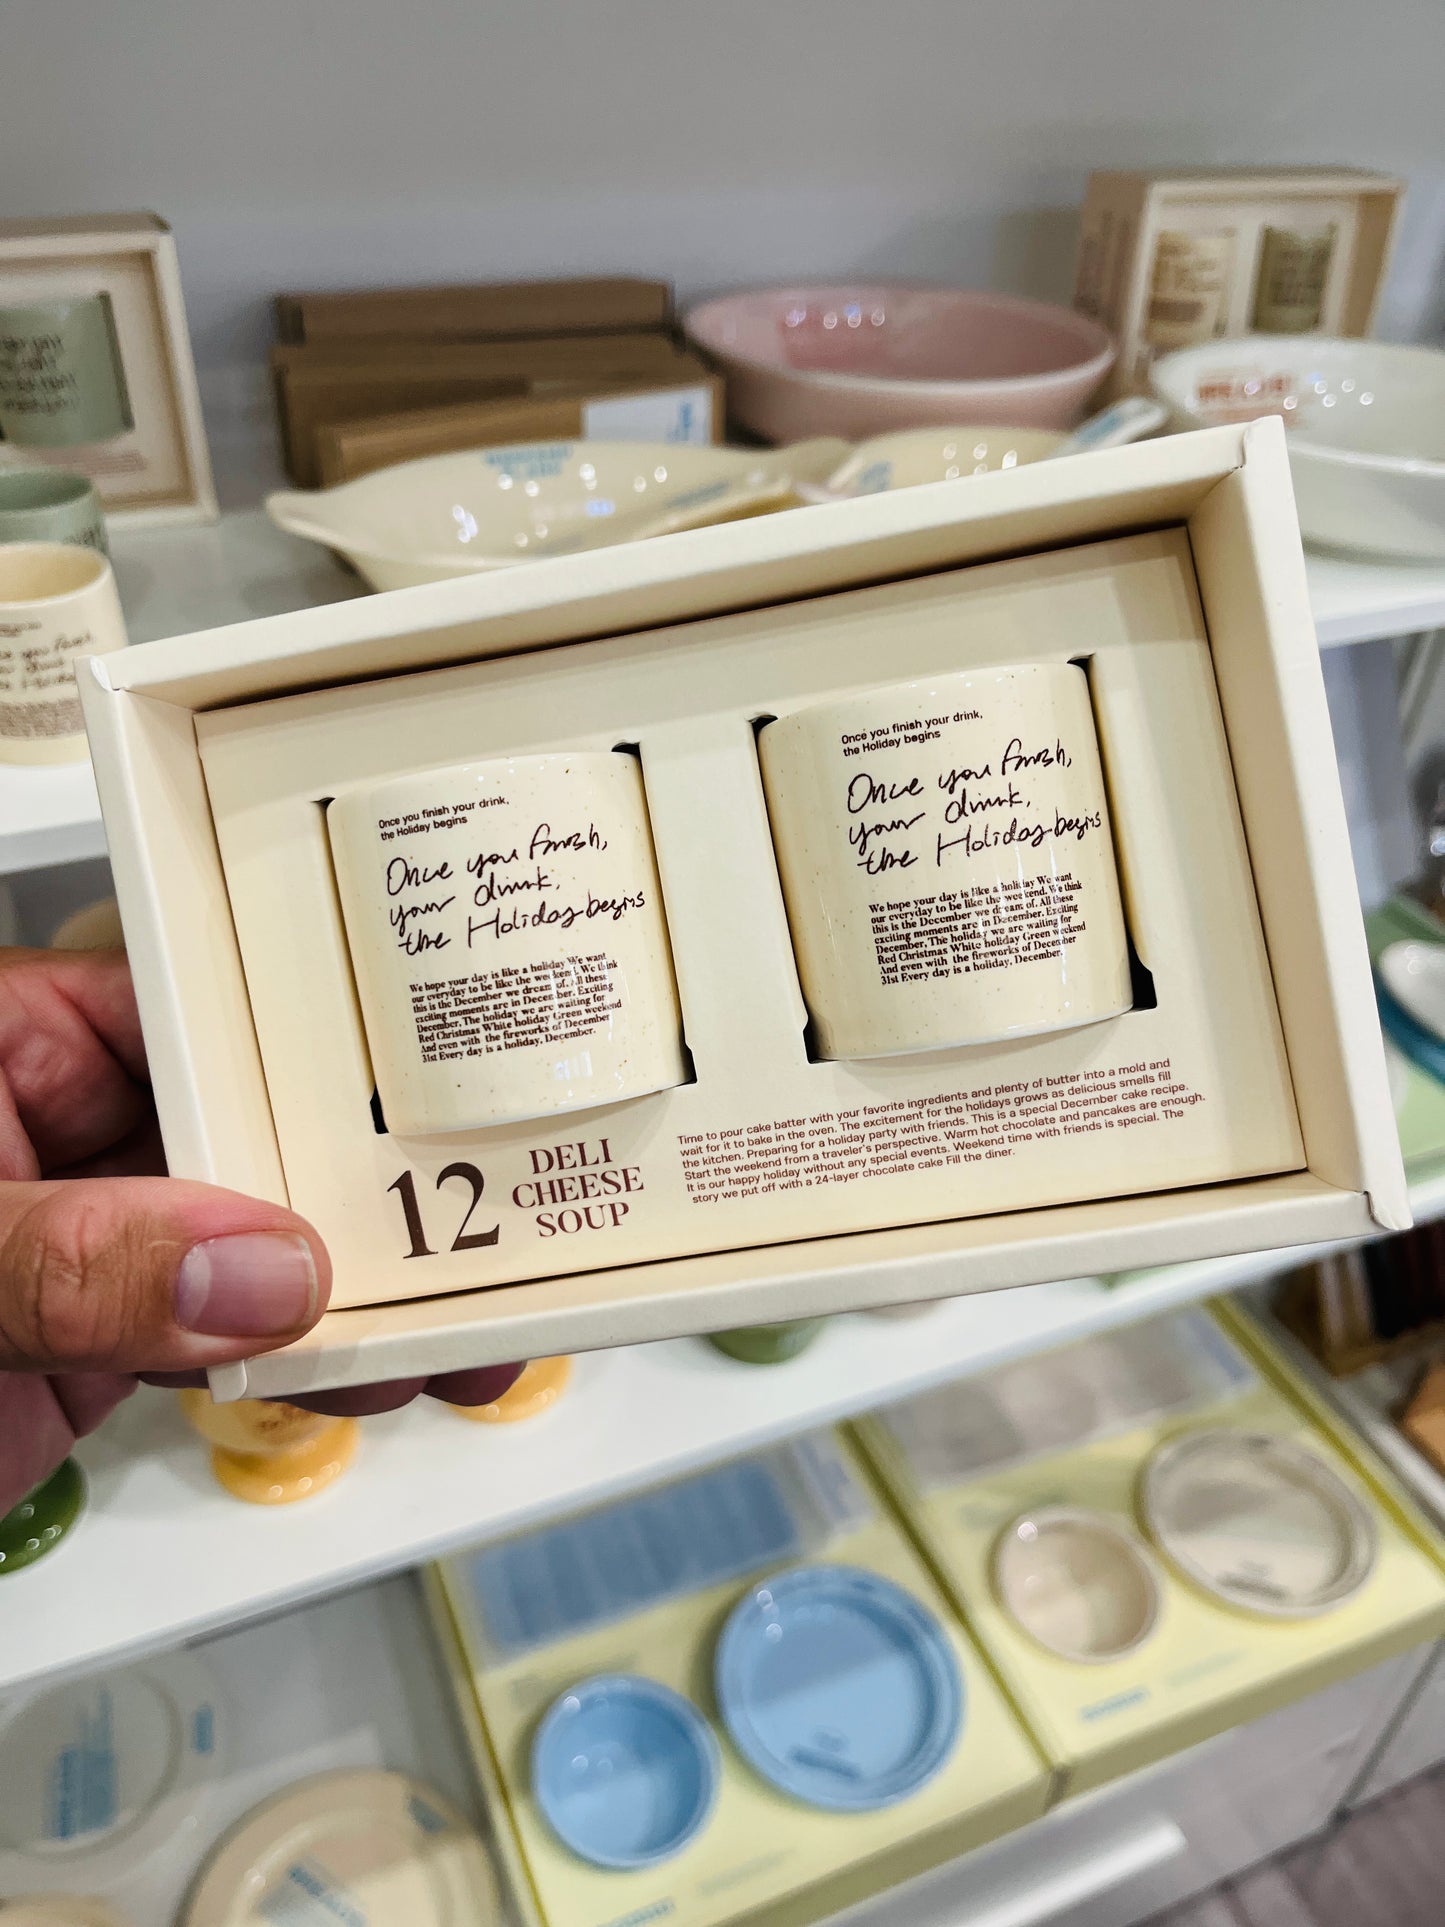 Once you finish your drink,
the Holiday begins
Once you finish,
your drink,
the Holiday begins
We hope your day is like a holiday We want
our everyday to be like the weekend. We think
this is the December we dream of. All these
exciting moments are in December. Exciting
December, The holiday we are waiting for
Red Christmas White holiday Green weekend
And even with the fireworks of December
31st Every day is a holiday, December.
Once you finish your drink,
the Holiday begins
Once you finish,
your drink,
the Holiday begins
We hope your day is like a holiday We want
our everyday to be like the weekend. We think
this is the December we dream of. All these
exciting moments are in December. Exciting
December, The holiday we are waiting for
Red Christmas White holiday Green weekend
And even with the fireworks of December
31st Every day is a holiday, December.
12
DELI
CHEESE
SOUP
Time to pour cake batter with your favorite ingredients and plenty of butter into a mold and
wait for it to bake in the oven. The excitement for the holidays grows as delicious smells fill
the kitchen. Preparing for a holiday party with friends. This is a special December cake recipe.
Start the weekend from a traveler's perspective. Warm hot chocolate and pancakes are enough.
It is our happy holiday without any special events. Weekend time with friends is special. The
story we put off with a 24-layer chocolate cake Fill the diner.